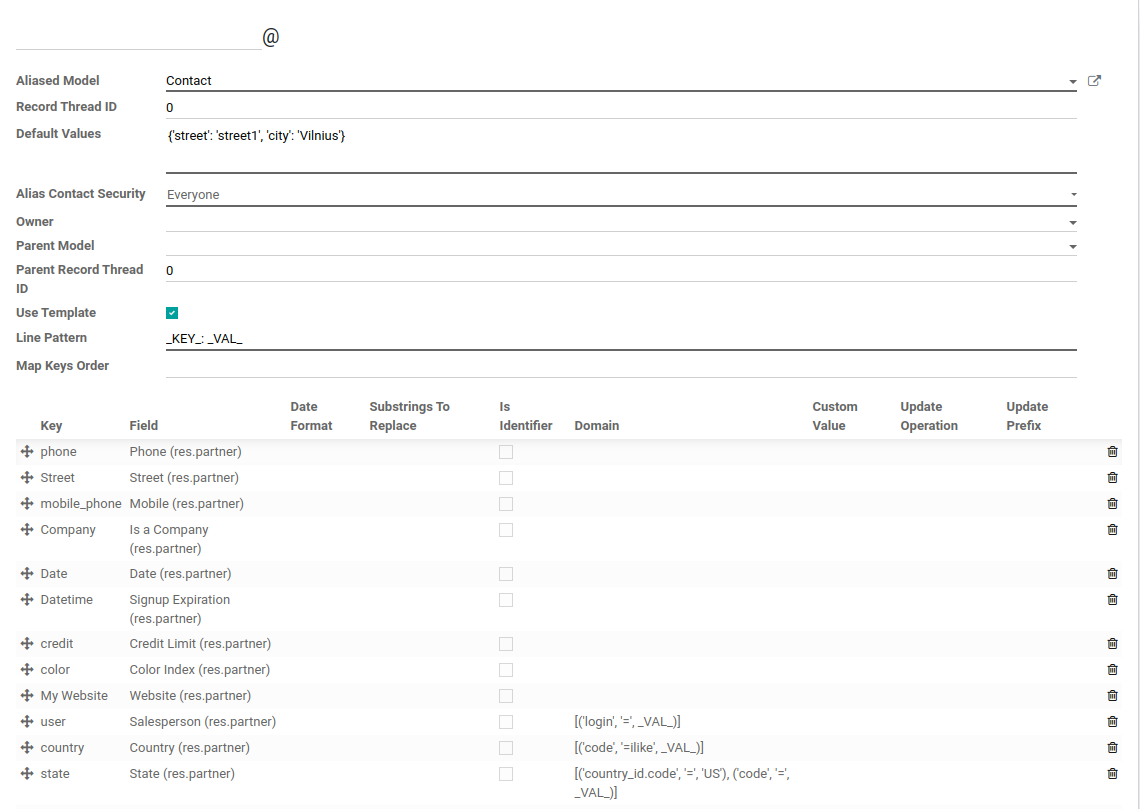 @
Aliased Model Contact
Record Thread ID 0
Default Values {'street': 'street1', 'city': 'Vilnius'}
Alias Contact Security Everyone
Owner
Parent Model
Parent Record Thread ID 0
Use Template
Line Pattern _KEY_: _VAL_
Map Keys Order
Key Field Date Format Substrings To Replace Is Identifier Domain Custom Value Update Operation Update Prefix
phone Phone (res.partner)
Street Street (res.partner)
mobile_phone Mobile (res.partner)
Company Is a Company (res.partner)
Date Date (res.partner)
Datetime Signup Expiration (res.partner)
credit Credit Limit (res.partner)
color Color Index (res.partner)
My Website Website (res.partner)
user Salesperson (res.partner) [('login', '=', _VAL_)]
country Country (res.partner) [('code', '=ilike', _VAL_)]
state State (res.partner) [('country_id.code', '=', 'US'), ('code', '=',
_VAL_)]